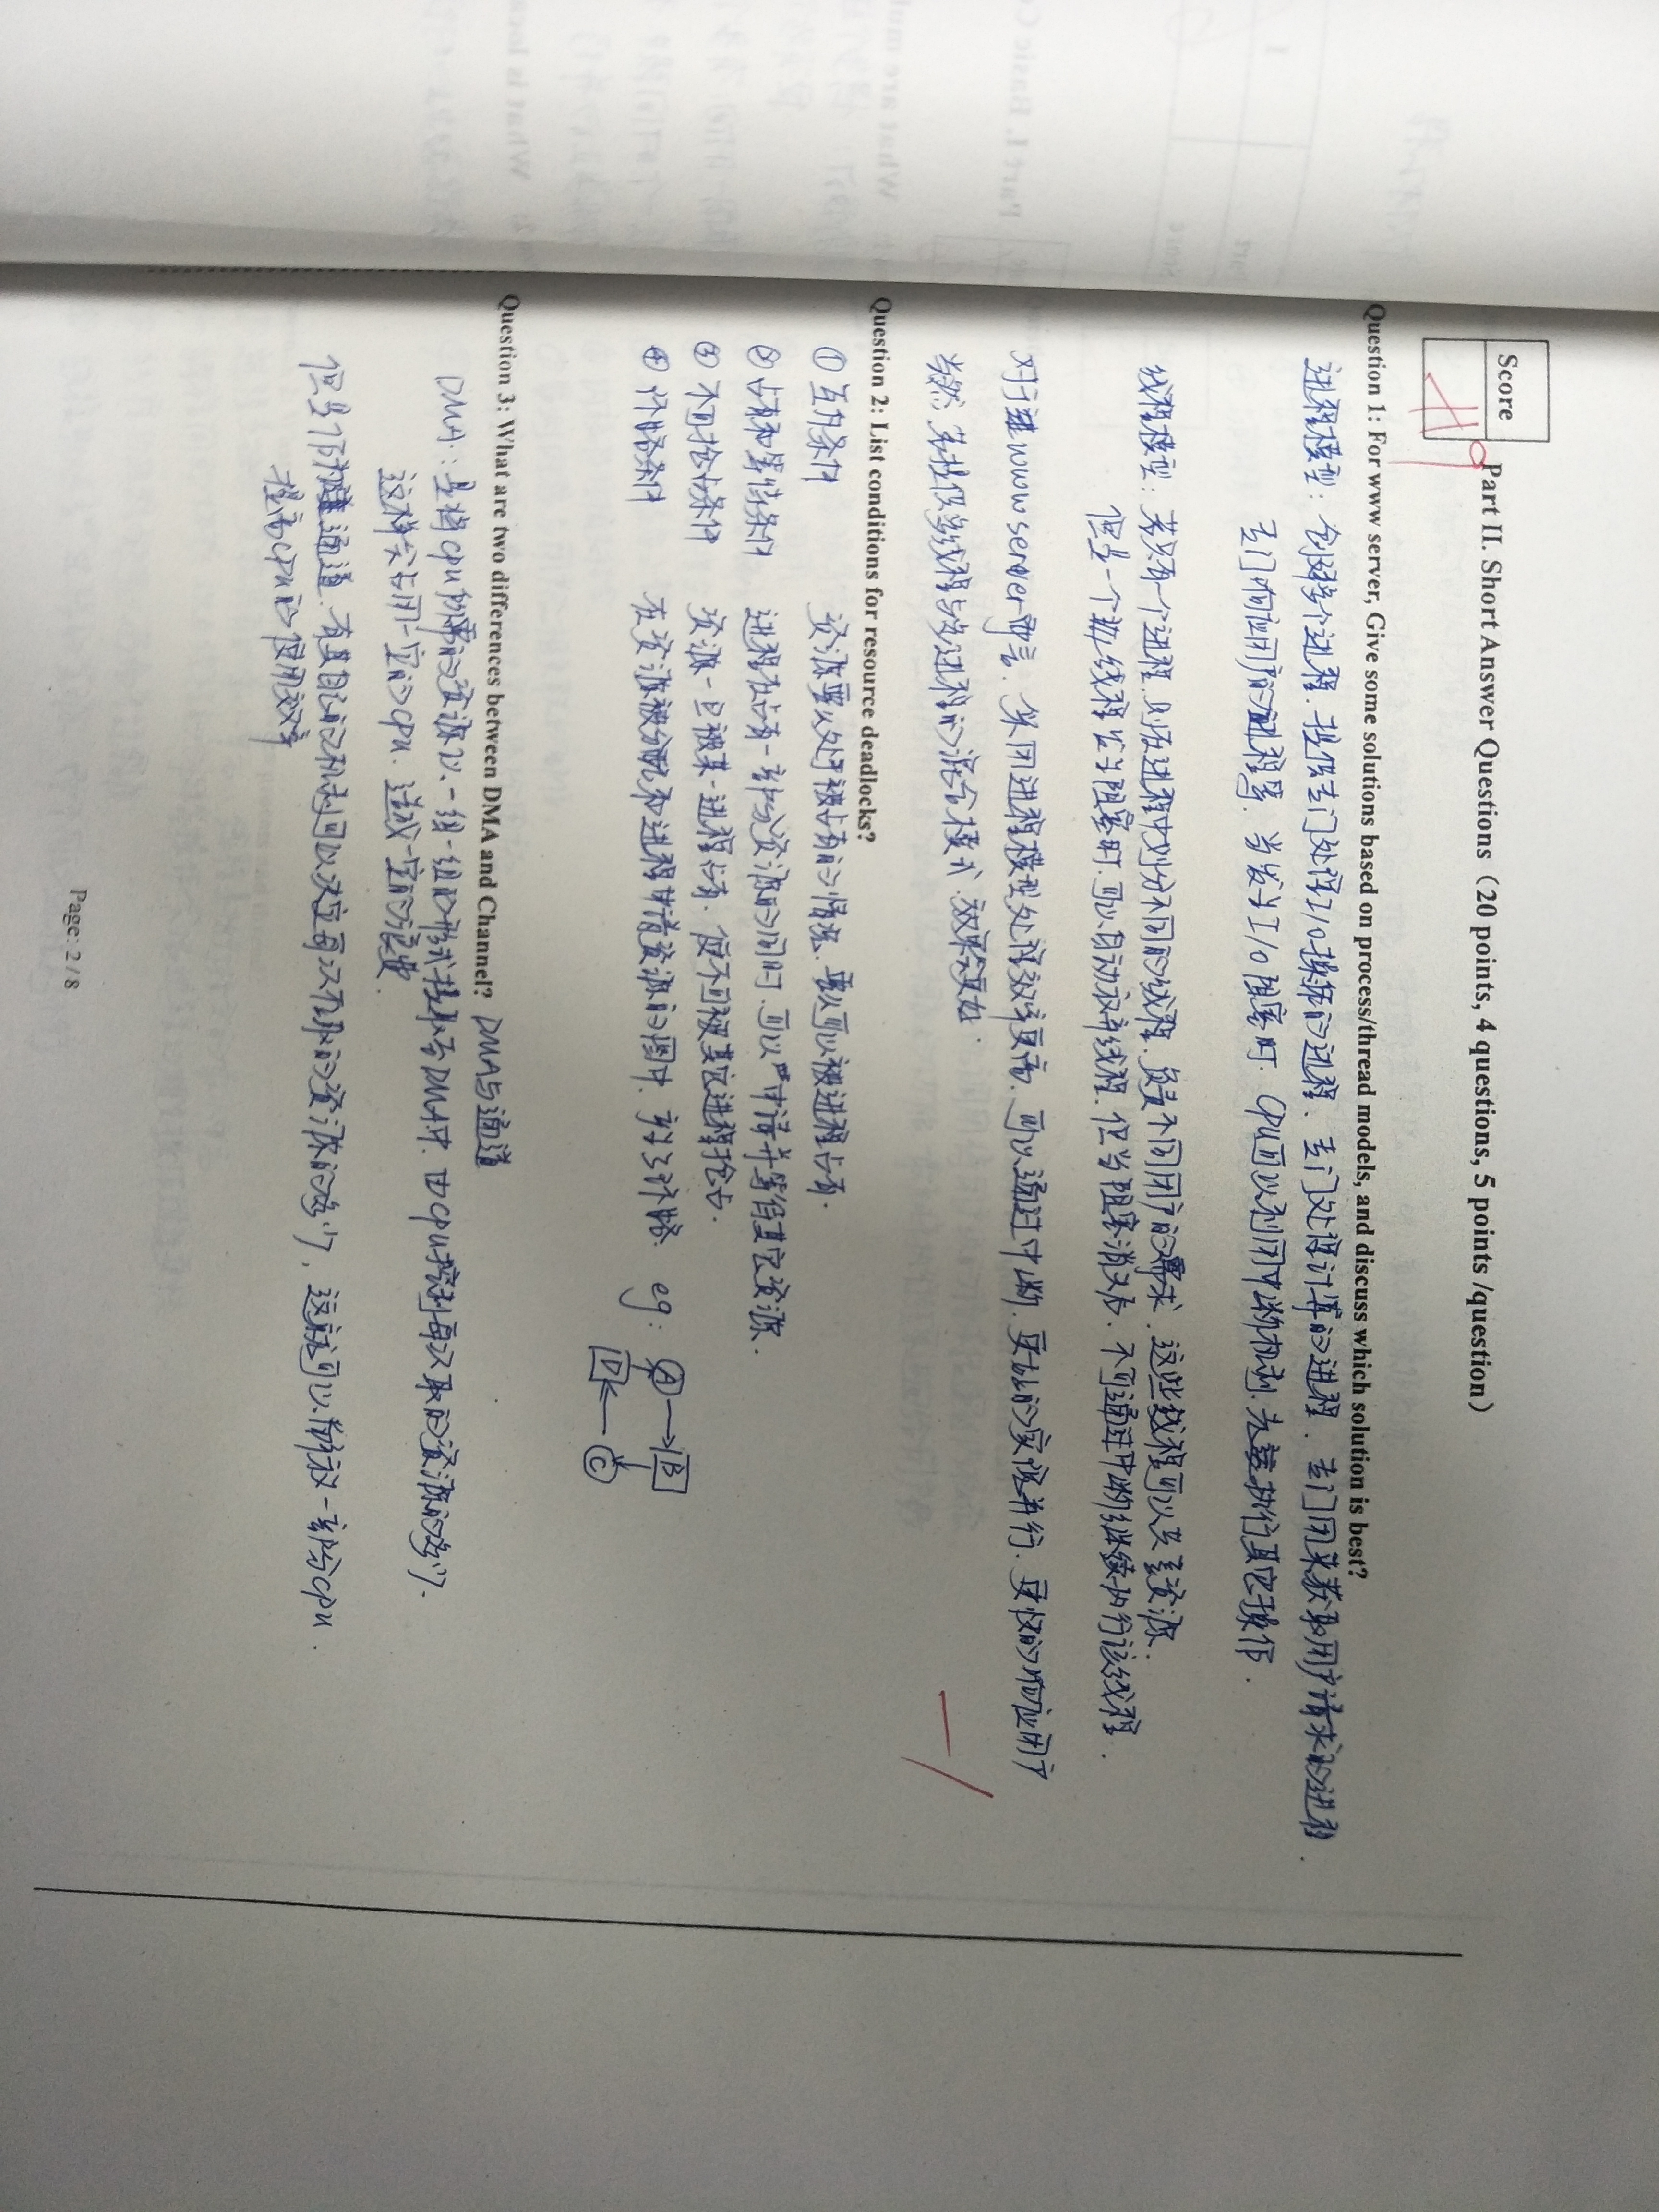 Score
19
Part II. Short Answer Questions（20 points, 4 questions, 5 points /question）
Question 1: For www server, Give some solutions based on process/thread models, and discuss which solution is best?
进程模型：创建多个进程.提供专门处理I/O操作的进程、专门处理计算的进程、专门用来获取用户请求的进程、
专门响应用户的进程等.当发生I/O阻塞时.CPU可以利用中断机制.先去执行其它操作.
线程模型：若只有一个进程.则在进程中划分不同的线程.负责不同用户的需求.这些线程可以共享资源.
但是一个线程发生阻塞时.可以自动放弃线程.但当阻塞消失后.不可通过中断继续执行该线程.
对于www server而言.采用进程模型处理效率更高.可以通过中断.更好的实现并行.更快的响应用户
当然.若提供多线程与多进程的混合模式.效果会更好.
-1
Question 2: List conditions for resource deadlocks?
① 互斥条件 资源要么处于被占有的情况.要么可以被进程占有.
② 占有和等待条件 进程在占有一部分资源的同时.可以申请并等待其它资源.
③ 不可抢占条件 资源一旦被某一进程占有.便不可被其它进程抢占.
④ 环路条件 在资源被分配和进程申请资源的图中.产生了环路. eg: A B
D C
Question 3: What are two differences between DMA and Channel? DMA与通道
DMA：是将CPU所需的资源以一组一组的形式提取至DMA中.由CPU控制每次取的资源的多少.
这样会占用一定的CPU.造成一定的浪费.
但是作为通道.有其自己的机制可以决定每次存取的资源的多少，这就可以解放一部分CPU.
提高CPU的使用效率
Page: 2 / 8